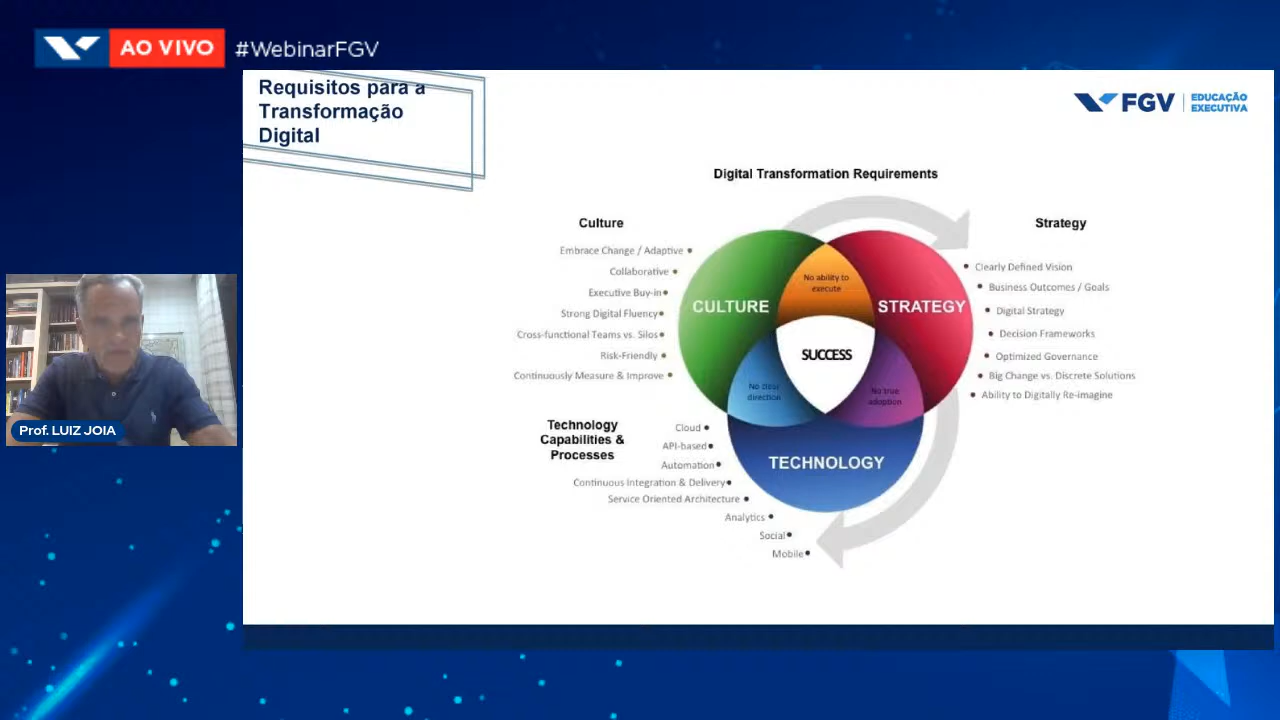 AO VIVO #WebinarFGV
Requisitos para a
Transformação
Digital
FGV EDUCAÇÃO
EXECUTIVA
Digital Transformation Requirements
Culture
Embrace Change / Adaptive
Collaborative
Executive Buy-in
Strong Digital Fluency
Cross-functional Teams vs. Silos
Risk-Friendly
Continuously Measure & Improve
Strategy
Clearly Defined Vision
Business Outcomes / Goals
Digital Strategy
Decision Frameworks
Optimized Governance
Big Change vs. Discrete Solutions
Ability to Digitally Re-imagine
No ability to
execute
CULTURE
STRATEGY
SUCCESS
No clear
direction
No true
adoption
TECHNOLOGY
Technology
Capabilities &
Processes
Cloud
API-based
Automation
Continuous Integration & Delivery
Service Oriented Architecture
Analytics
Social
Mobile
Prof. LUIZ JOIA